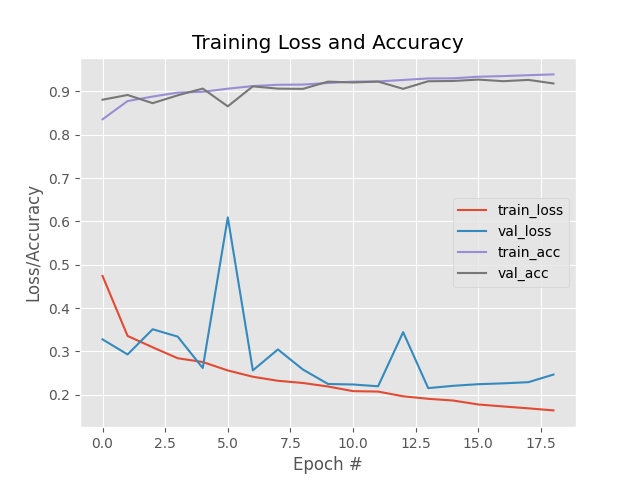 Training Loss and Accuracy
Loss/Accuracy
0.9
0.8
0.7
0.6
0.5
0.4
0.3
0.2
train_loss
val_loss
train_acc
val_acc
0.0 2.5 5.0 7.5 10.0 12.5 15.0 17.5
Epoch #